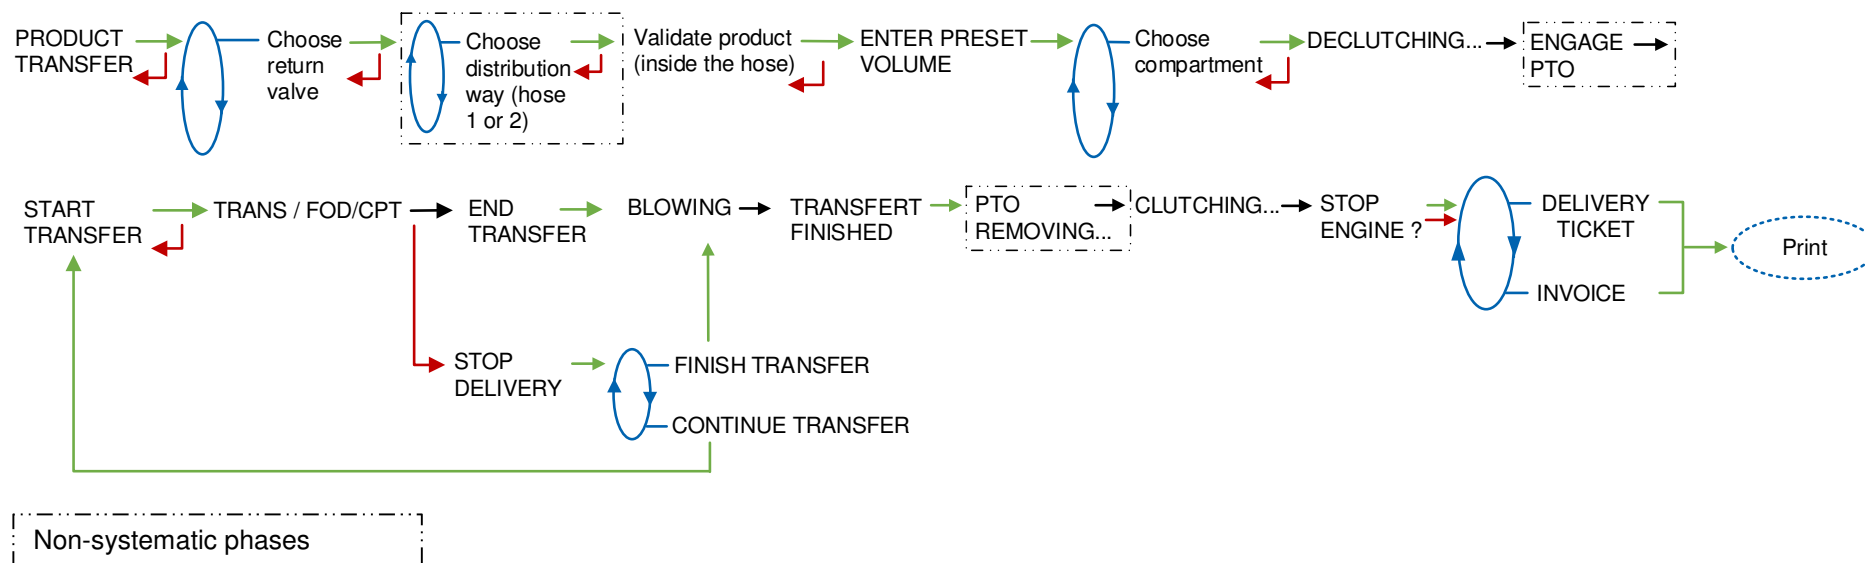 PRODUCT
TRANSFER
Choose
return
valve
Choose
distribution
way (hose
1 or 2)
Validate product
(inside the hose)
ENTER PRESET
VOLUME
Choose
compartment
DECLUTCHING...
ENGAGE
PTO
START
TRANSFER
TRANS / FOD/CPT
END
TRANSFER
BLOWING
TRANSFERT
FINISHED
PTO
REMOVING...
CLUTCHING...
STOP
ENGINE ?
DELIVERY
TICKET
INVOICE
Print
STOP
DELIVERY
FINISH TRANSFER
CONTINUE TRANSFER
Non-systematic phases